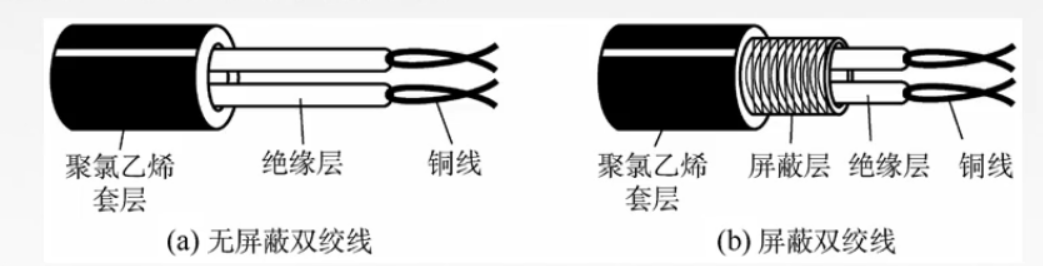 聚氯乙烯
套层
绝缘层
铜线
(a) 无屏蔽双绞线
聚氯乙烯
套层
屏蔽层
绝缘层
铜线
(b) 屏蔽双绞线